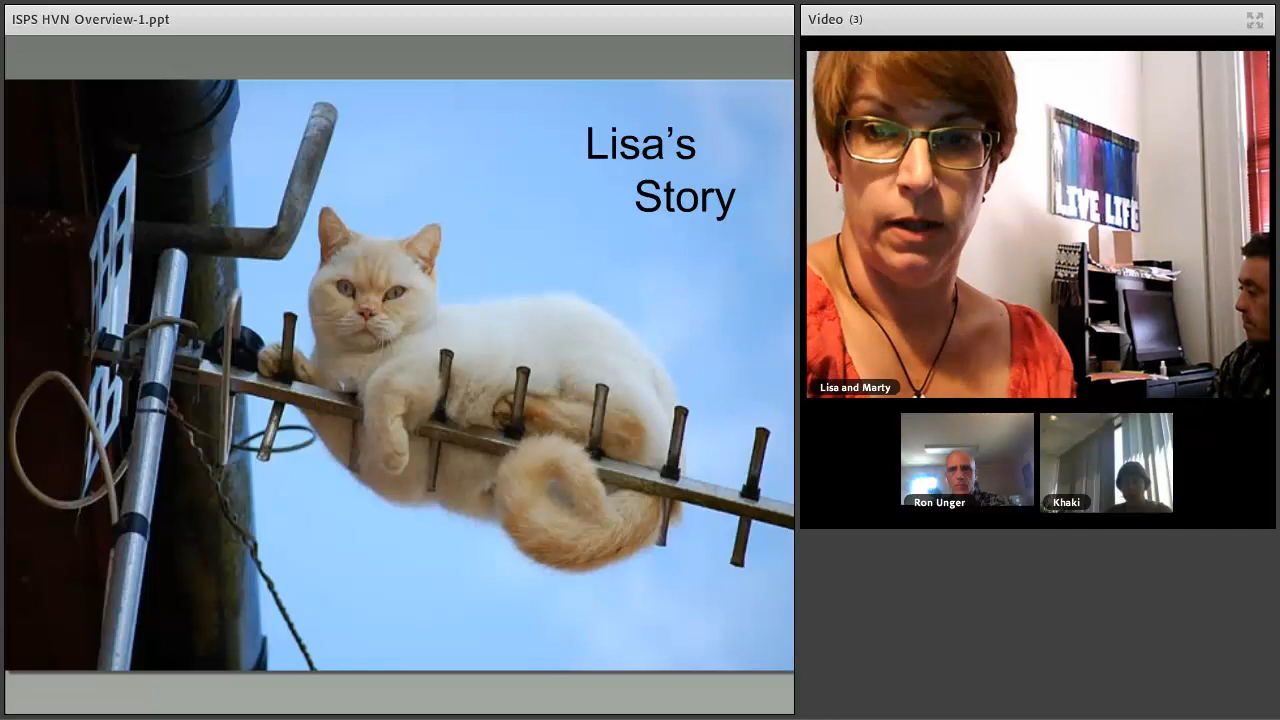 ISPS HVN Overview-1.ppt
Video (3)
Lisa's
Story
LIVE LIFE
Lisa and Marty
Ron Unger
Khaki